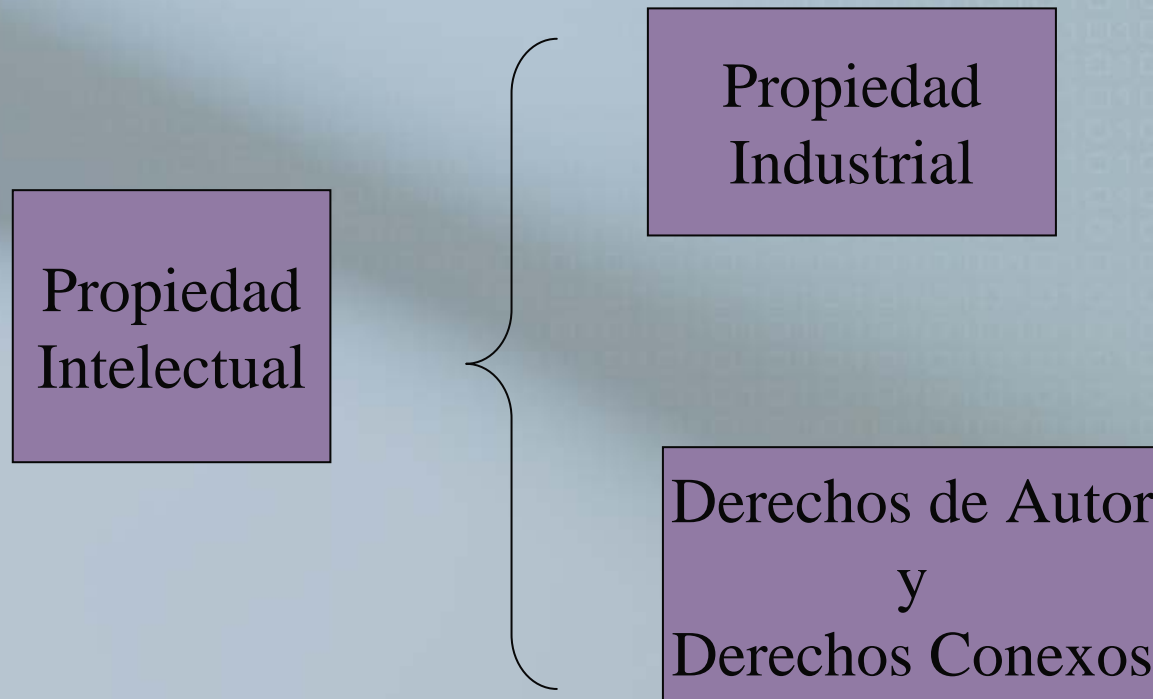 Propiedad
Intelectual
Propiedad
Industrial
Derechos de Autor
y
Derechos Conexos